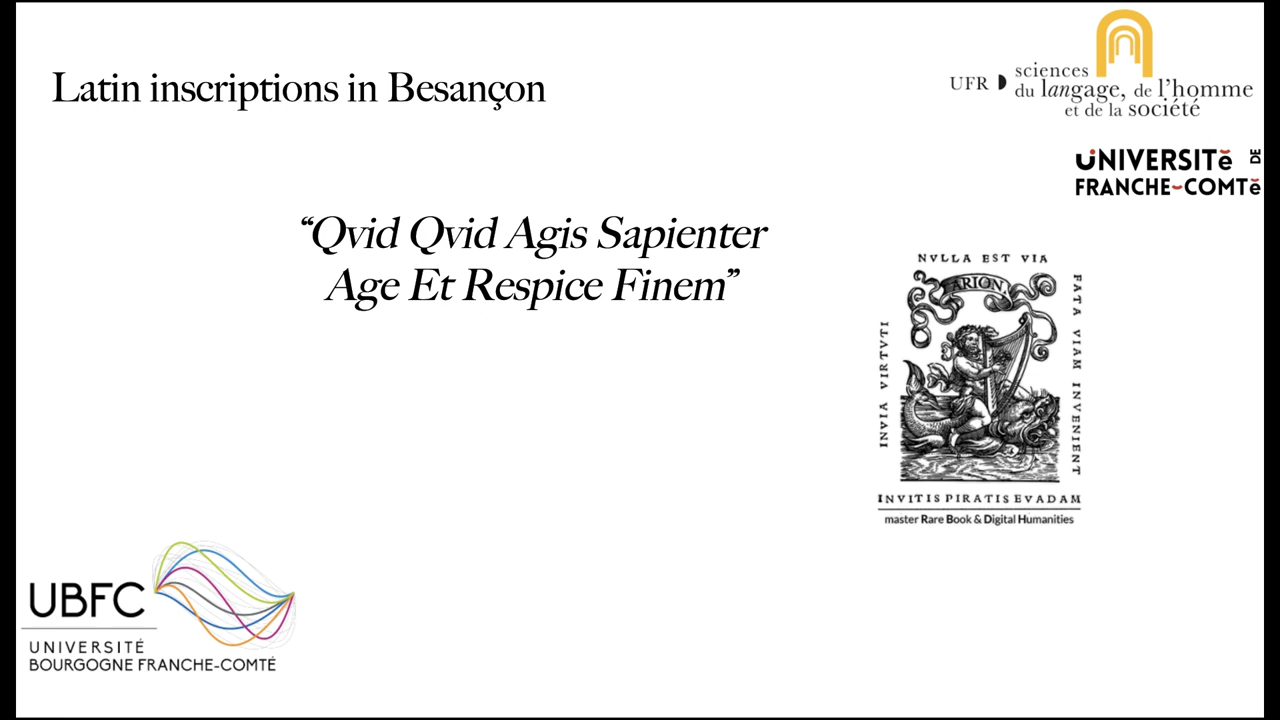 Latin inscriptions in Besançon
UFR sciences
du langage, de l'homme
et de la société
UNIVERSITé DE
FRANCHE-COMTé
“Qvid Qvid Agis Sapienter
Age Et Respice Finem”
NVLLA EST VIA
ARION.
INVIA VIRTVTI
FATA VIAM INVENIENT
INVITIS PIRATIS EVADAM
master Rare Book & Digital Humanities
UBFC
UNIVERSITÉ
BOURGOGNE FRANCHE-COMTÉ